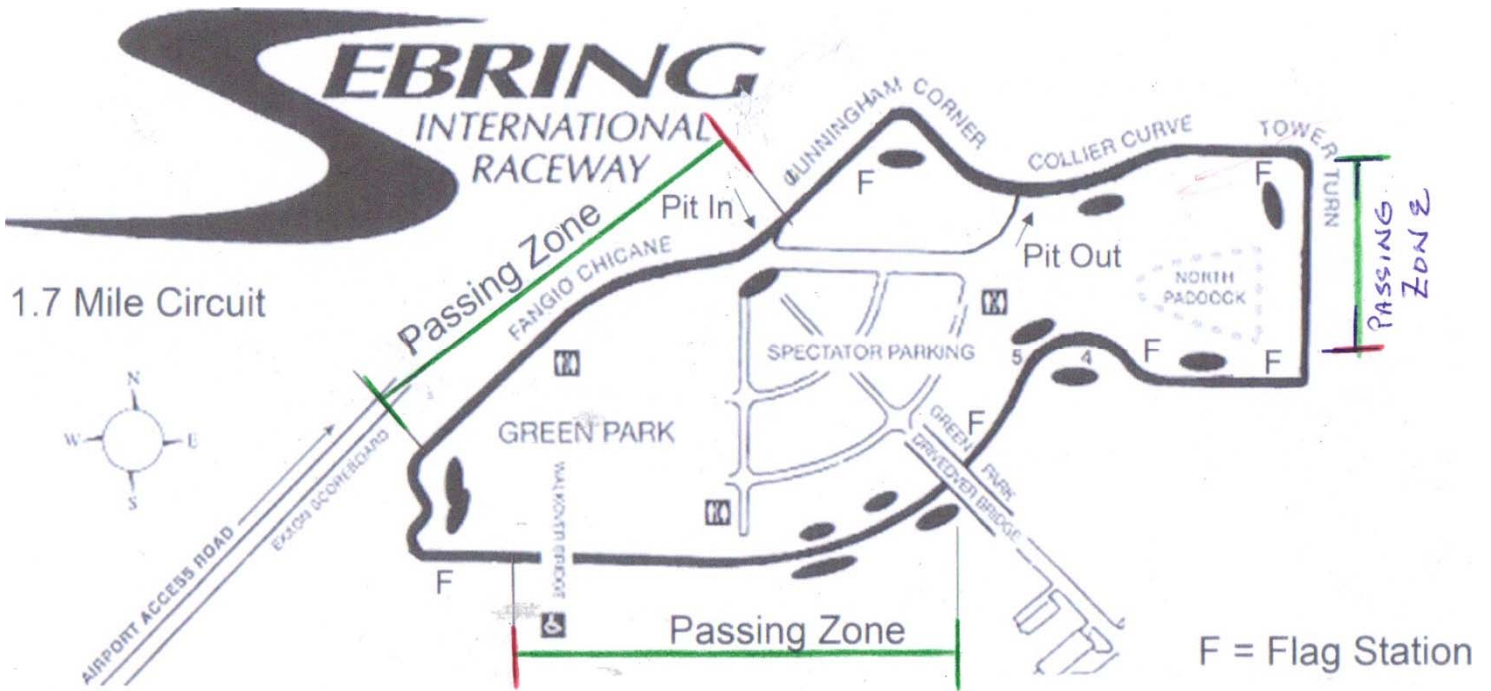 SEBRING
INTERNATIONAL
RACEWAY
CUNNINGHAM CORNER
COLLIER CURVE
TOWER TURN
F
F
Pit In
Pit Out
Passing Zone
FANGIO CHICANE
PASSING
ZONE
NORTH
PADDOCK
1.7 Mile Circuit
SPECTATOR PARKING
5
4
F
F
N
W
E
S
GREEN PARK
F
GREEN PARK
DRIVEOVER BRIDGE
WALKOVER BRIDGE
EXXON SCOREBOARD
AIRPORT ACCESS ROAD
F
Passing Zone
F = Flag Station